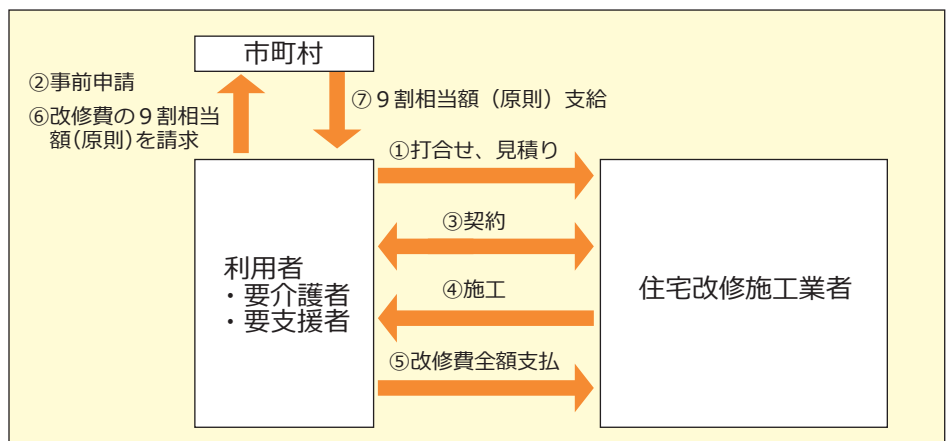 市町村
②事前申請
⑥改修費の９割相当
額(原則)を請求
⑦９割相当額（原則）支給
①打合せ、見積り
③契約
④施工
⑤改修費全額支払
利用者
・要介護者
・要支援者
住宅改修施工業者